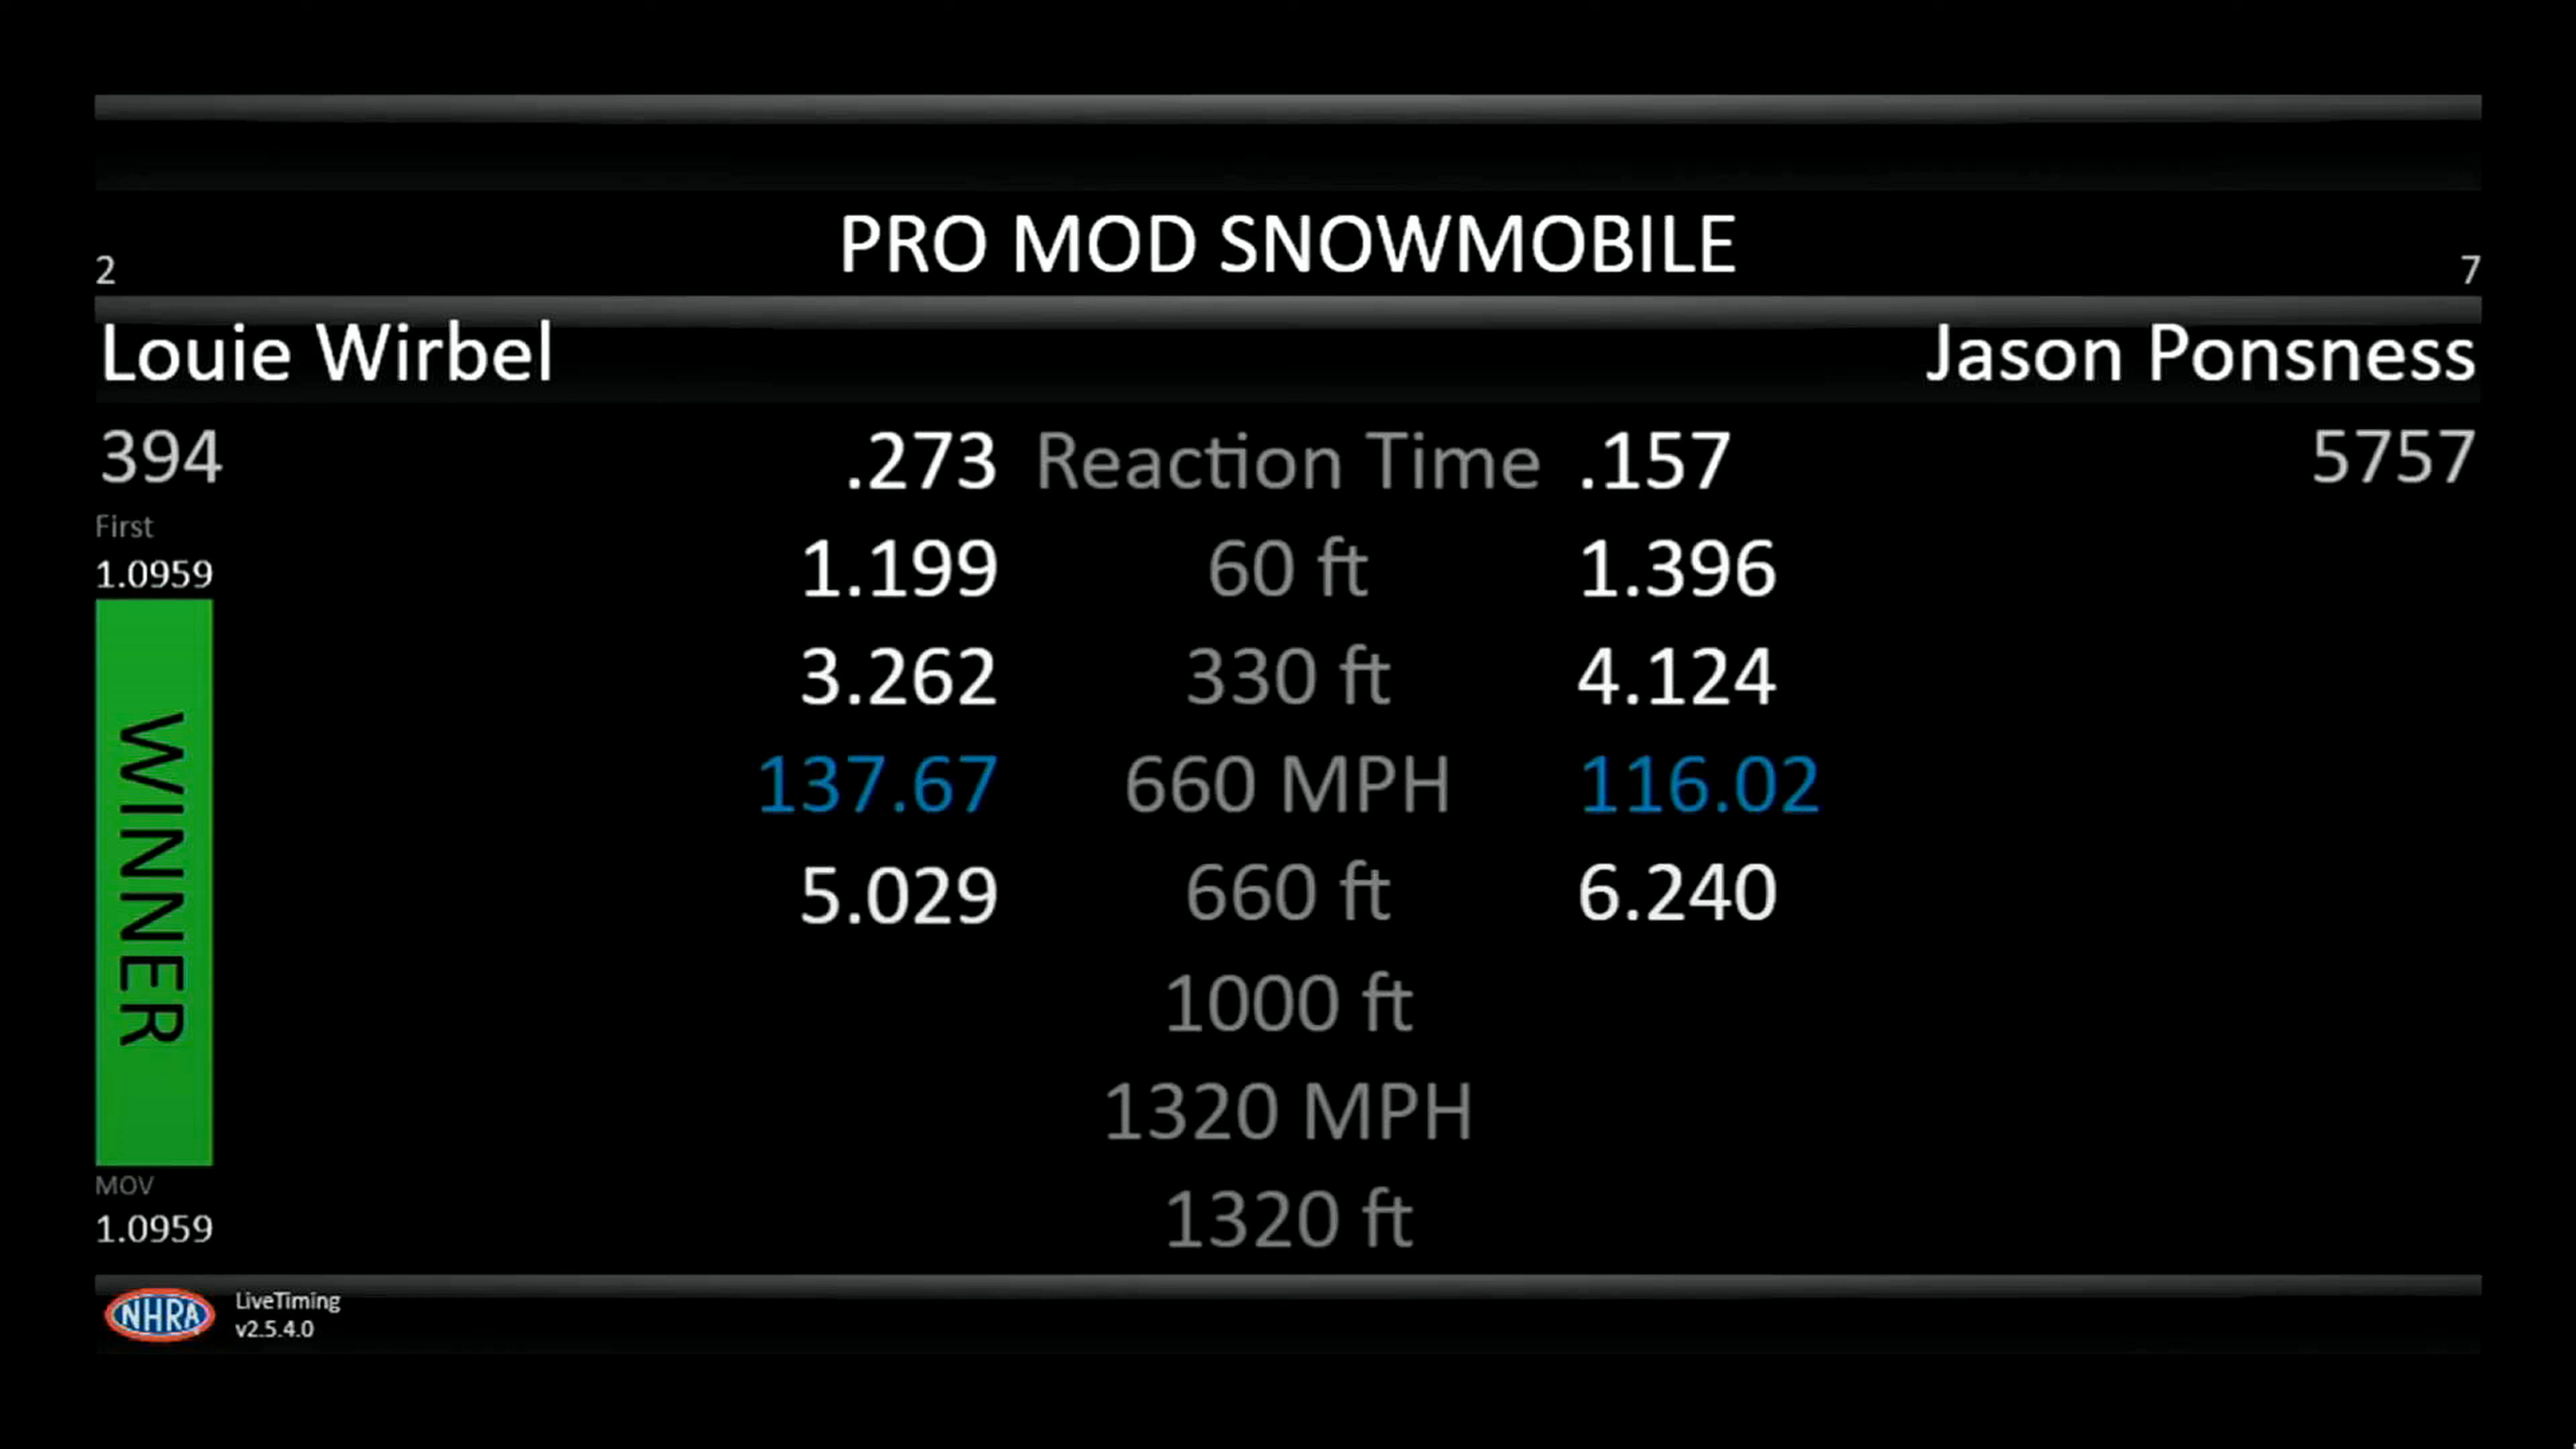 PRO MOD SNOWMOBILE
2 7
Louie Wirbel Jason Ponsness
394 .273 Reaction Time .157 5757
First
1.0959
1.199 60 ft 1.396
3.262 330 ft 4.124
137.67 660 MPH 116.02
5.029 660 ft 6.240
WINNER
1000 ft
1320 MPH
1320 ft
MOV
1.0959
NHRA
LiveTiming
v2.5.4.0